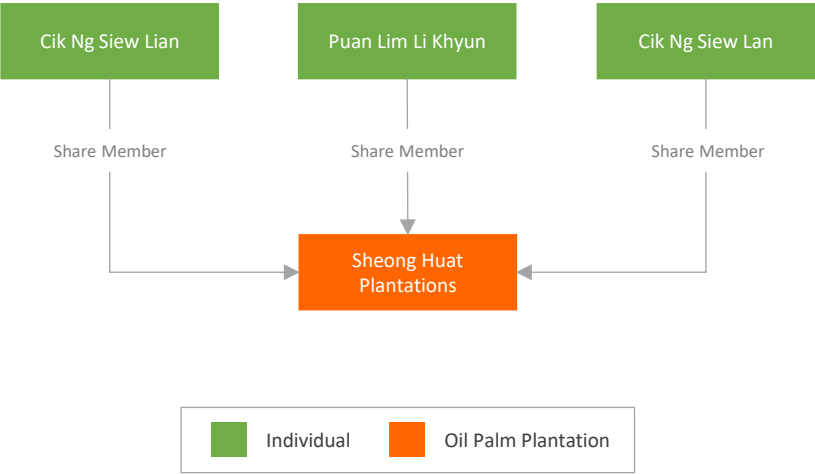 Cik Ng Siew Lian
Puan Lim Li Khyun
Cik Ng Siew Lan
Share Member
Share Member
Share Member
Sheong Huat
Plantations
Individual
Oil Palm Plantation